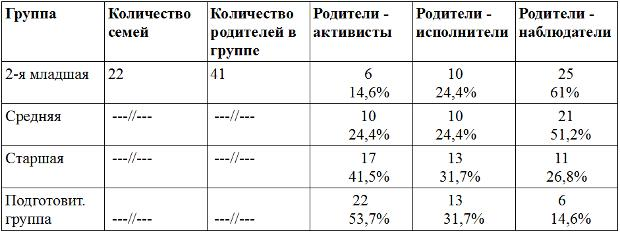 Группа Количество семей Количество родителей в группе Родители - активисты Родители - исполнители Родители - наблюдатели
2-я младшая 22 41 6 10 25
14,6% 24,4% 61%
Средняя ---//--- ---//--- 10 10 21
24,4% 24,4% 51,2%
Старшая ---//--- ---//--- 17 13 11
41,5% 31,7% 26,8%
Подготовит. 22 13 6
группа ---//--- ---//--- 53,7% 31,7% 14,6%